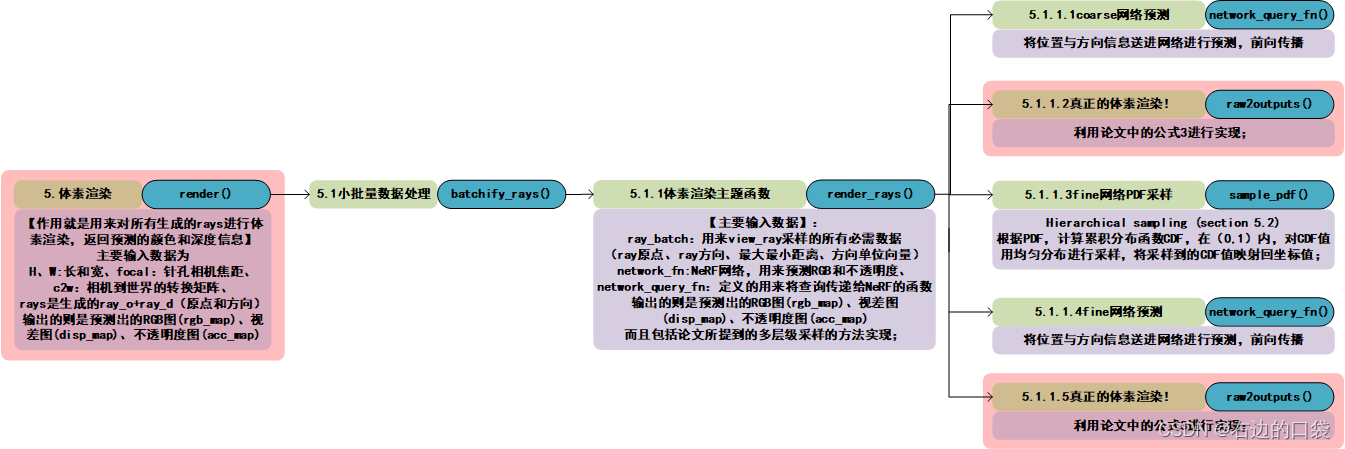 5.体素渲染 render()
【作用就是用来对所有生成的rays进行体
素渲染，返回预测的颜色和深度信息】
主要输入数据为
H、W:长和宽、focal：针孔相机焦距、
c2w：相机到世界的转换矩阵、
rays是生成的ray_o+ray_d（原点和方向）
输出的则是预测出的RGB图(rgb_map)、视
差图(disp_map)、不透明度图(acc_map)
5.1小批量数据处理 batchify_rays()
5.1.1体素渲染主题函数 render_rays()
【主要输入数据】：
ray_batch：用来view_ray采样的所有必需数据
（ray原点、ray方向、最大最小距离、方向单位向量）
network_fn:NeRF网络，用来预测RGB和不透明度、
network_query_fn：定义的用来将查询传递给NeRF的函数
输出的则是预测出的RGB图(rgb_map)、视差图
(disp_map)、不透明度图(acc_map)
而且包括论文所提到的多层级采样的方法实现；
5.1.1.1coarse网络预测 network_query_fn()
将位置与方向信息送进网络进行预测，前向传播
5.1.1.2真正的体素渲染！ raw2outputs()
利用论文中的公式3进行实现；
5.1.1.3fine网络PDF采样 sample_pdf()
Hierarchical sampling (section 5.2)
根据PDF，计算累积分布函数CDF，在（0,1）内，对CDF值
用均匀分布进行采样，将采样到的CDF值映射回坐标值；
5.1.1.4fine网络预测 network_query_fn()
将位置与方向信息送进网络进行预测，前向传播
5.1.1.5真正的体素渲染！ raw2outputs()
利用论文中的公式3进行实现；
CSDN @右边的口袋